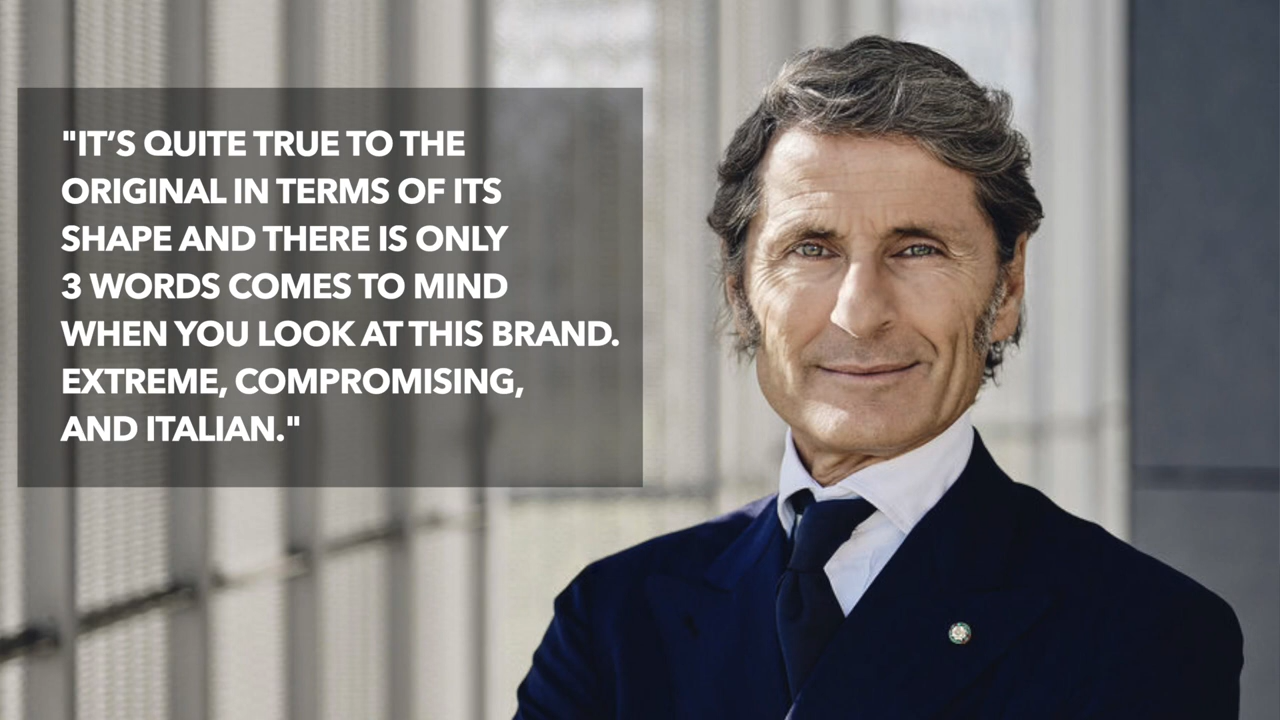 "IT’S QUITE TRUE TO THE
ORIGINAL IN TERMS OF ITS
SHAPE AND THERE IS ONLY
3 WORDS COMES TO MIND
WHEN YOU LOOK AT THIS BRAND.
EXTREME, COMPROMISING,
AND ITALIAN."